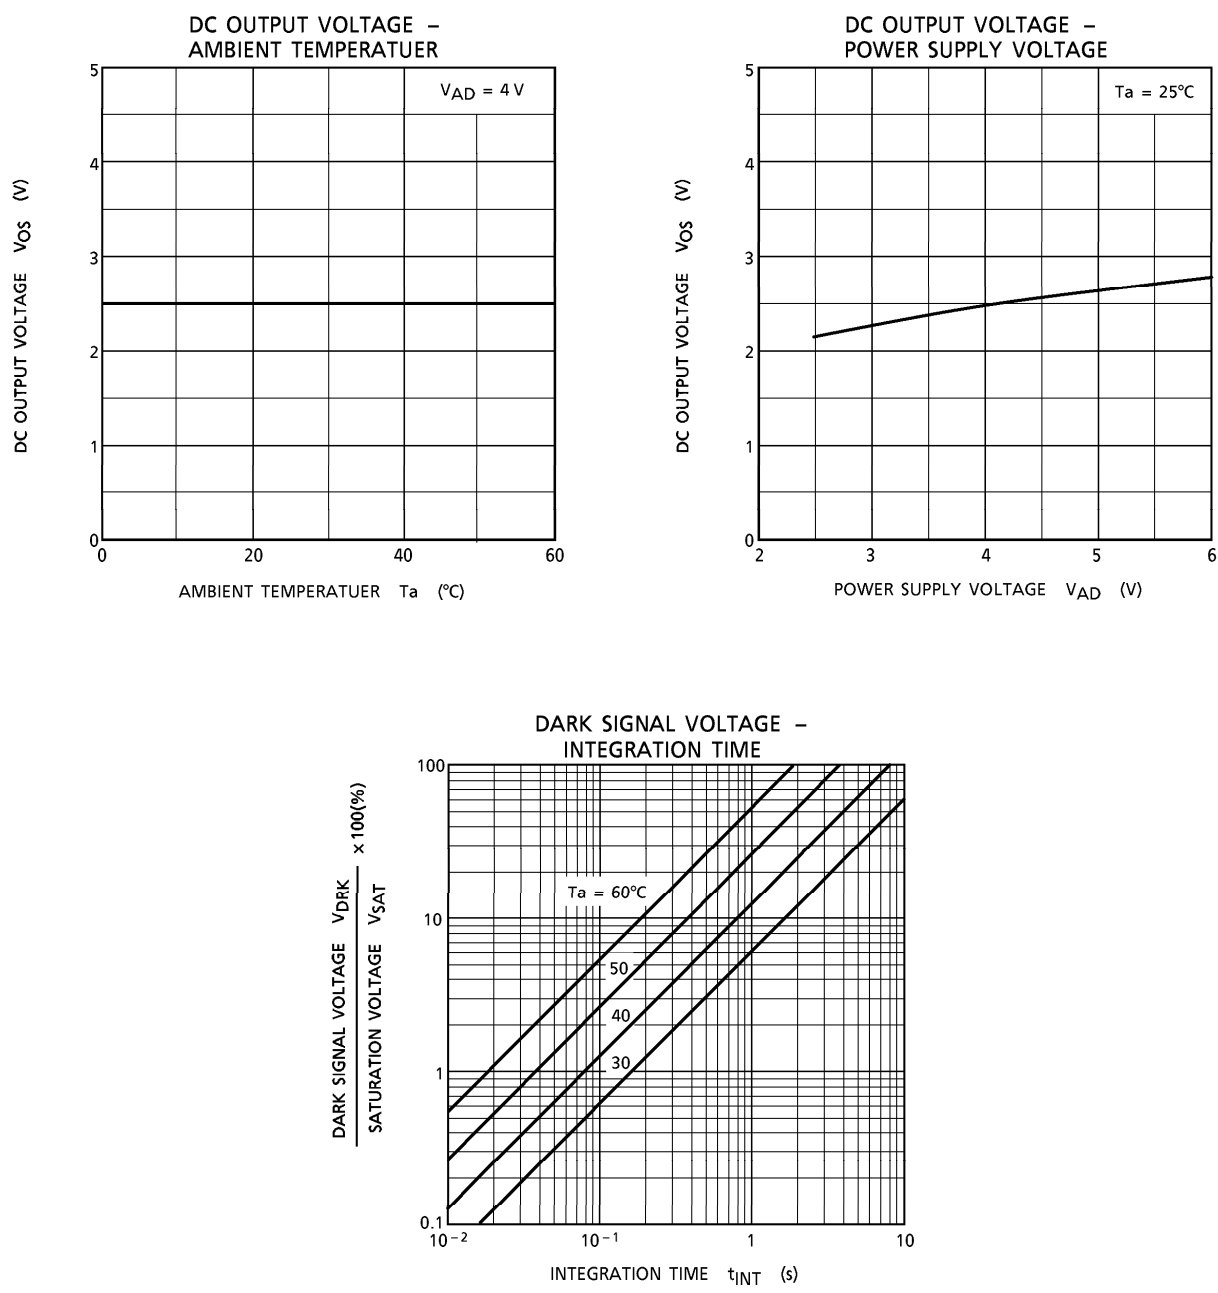 DC OUTPUT VOLTAGE –
AMBIENT TEMPERATUER
5
4
3
2
1
0
VAD = 4 V
DC OUTPUT VOLTAGE VOS (V)
0 20 40 60
AMBIENT TEMPERATUER Ta (°C)
DC OUTPUT VOLTAGE –
POWER SUPPLY VOLTAGE
5
4
3
2
1
0
Ta = 25°C
DC OUTPUT VOLTAGE VOS (V)
2 3 4 5 6
POWER SUPPLY VOLTAGE VAD (V)
DARK SIGNAL VOLTAGE –
INTEGRATION TIME
100
10
1
0.1
DARK SIGNAL VOLTAGE VDRK
SATURATION VOLTAGE VSAT
x 100(%)
Ta = 60°C
50
40
30
10−2 10−1 1 10
INTEGRATION TIME tINT (s)